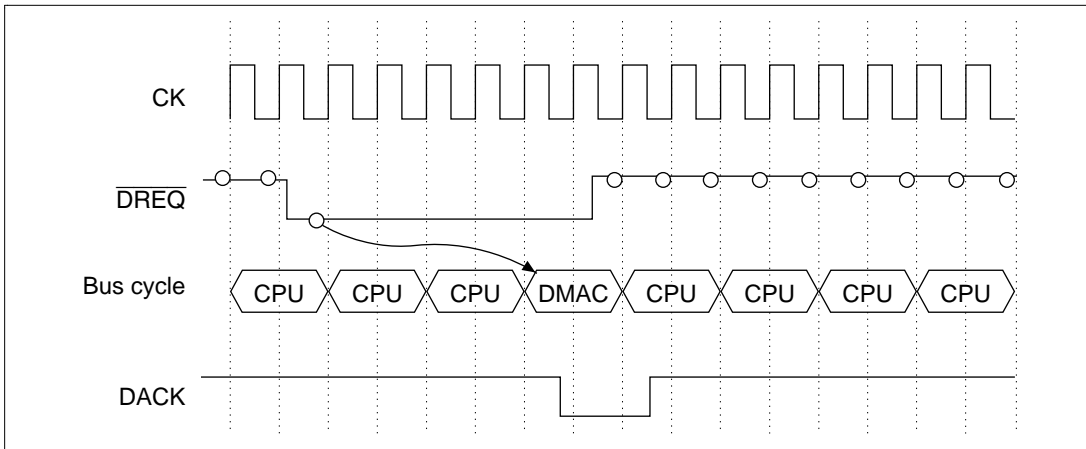 CK
DREQ
Bus cycle
CPU CPU CPU DMAC CPU CPU CPU CPU
DACK